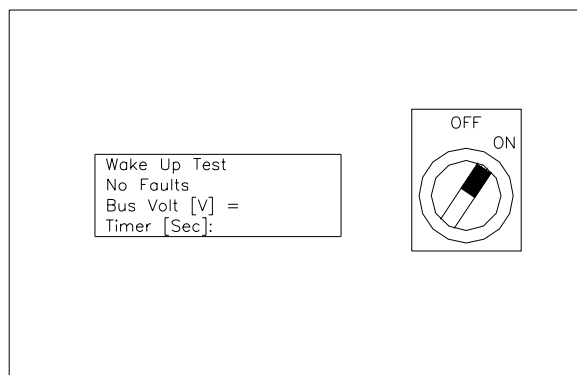 OFF
ON
Wake Up Test
No Faults
Bus Volt [V] =
Timer [Sec]: